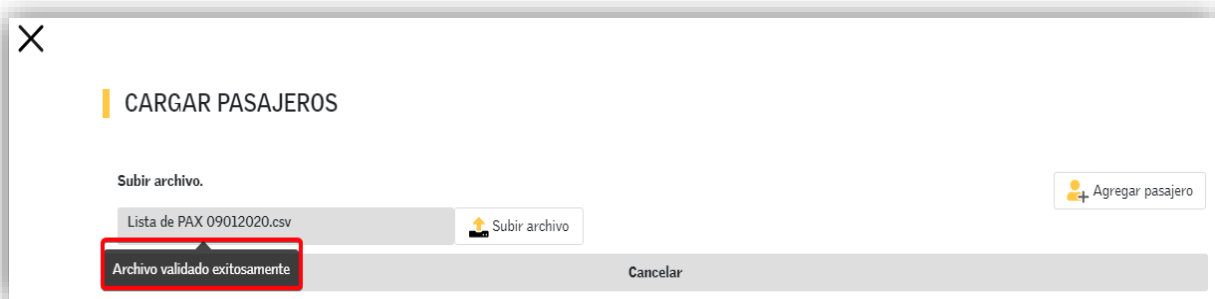 CARGAR PASAJEROS
Subir archivo.
Agregar pasajero
Lista de PAX 09012020.csv
Subir archivo
Archivo validado exitosamente
Cancelar